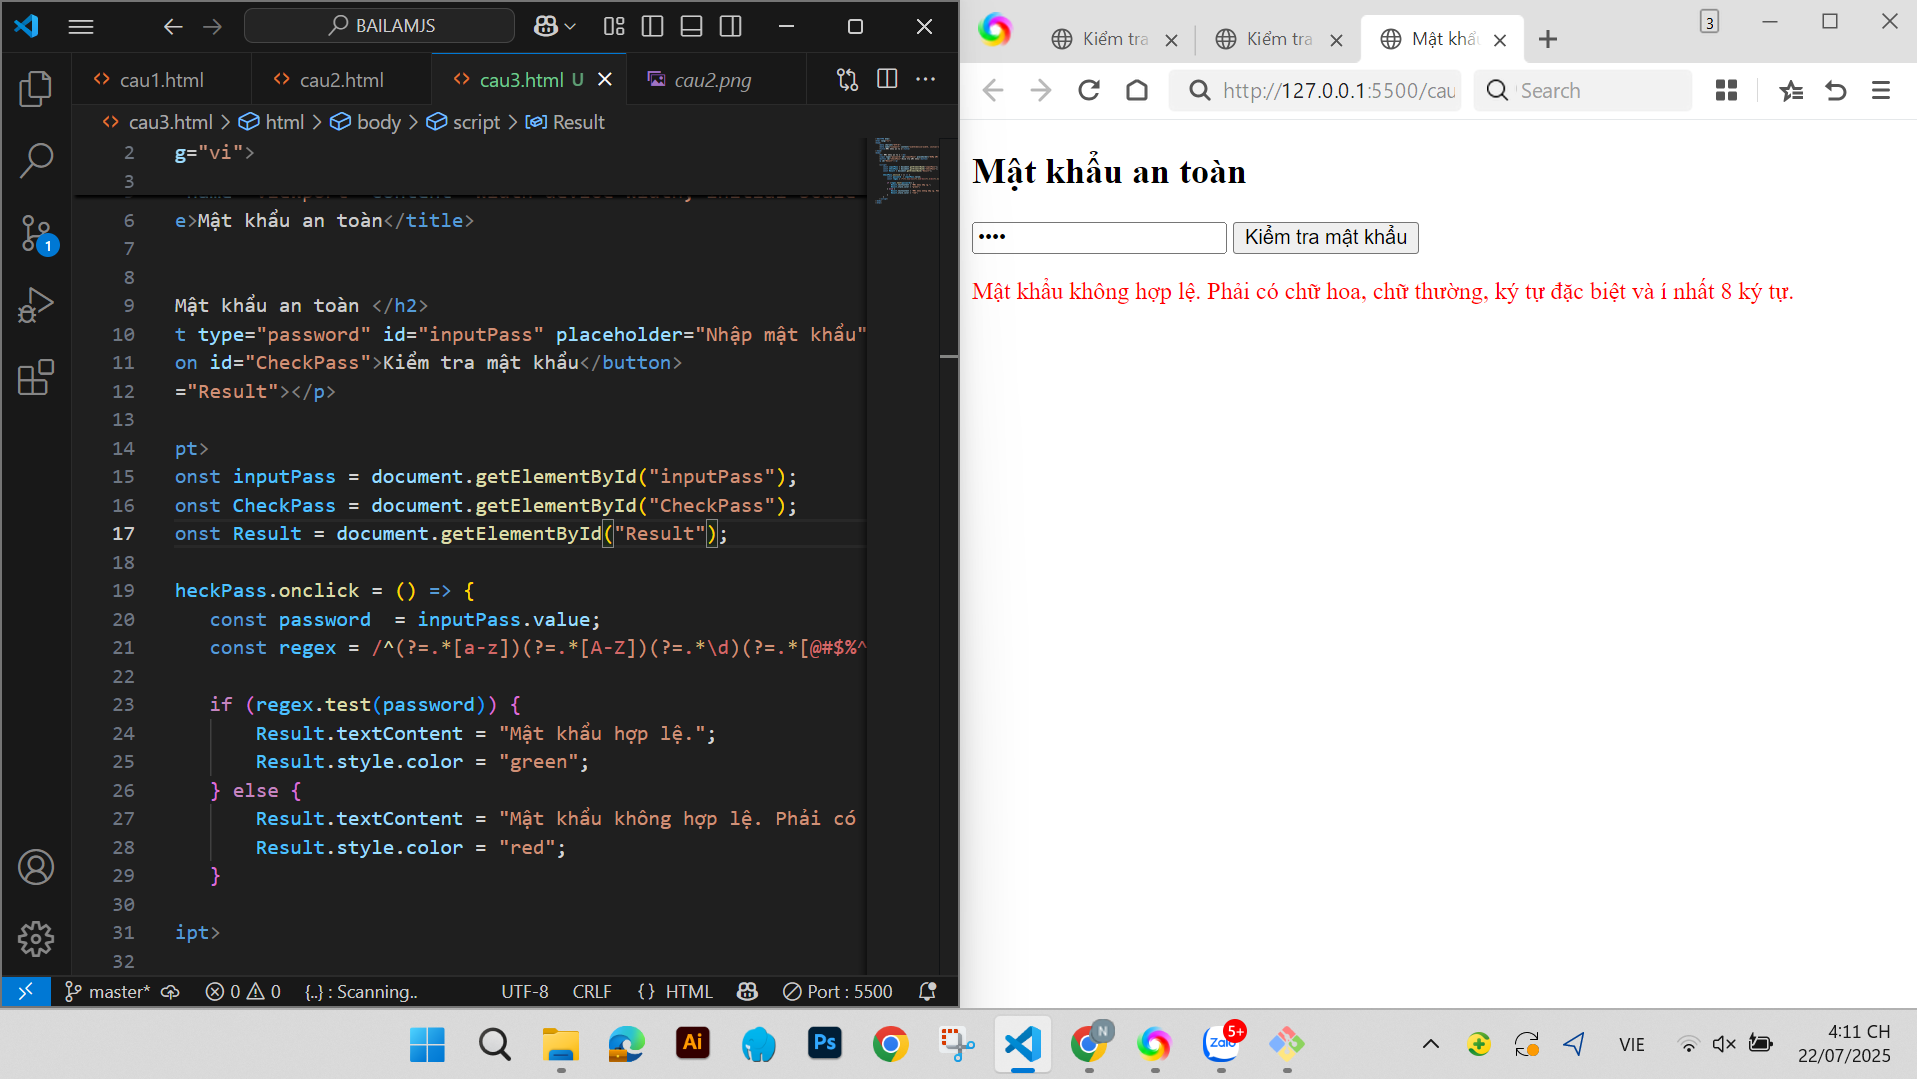 BAILAMJS
cau1.html
cau2.html
cau3.html U
cau2.png
cau3.html > html > body > script > Result
2 g="vi">
3
6 e>Mật khẩu an toàn</title>
7
8
9 Mật khẩu an toàn </h2>
10 t type="password" id="inputPass" placeholder="Nhập mật khẩu"
11 on id="CheckPass">Kiểm tra mật khẩu</button>
12 ="Result"></p>
13
14 pt>
15 onst inputPass = document.getElementById("inputPass");
16 onst CheckPass = document.getElementById("CheckPass");
17 onst Result = document.getElementById("Result");
18
19 heckPass.onclick = () => {
20 const password  = inputPass.value;
21 const regex = /^(?=.*[a-z])(?=.*[A-Z])(?=.*\d)(?=.*[@#$%^
22
23 if (regex.test(password)) {
24 Result.textContent = "Mật khẩu hợp lệ.";
25 Result.style.color = "green";
26 } else {
27 Result.textContent = "Mật khẩu không hợp lệ. Phải có
28 Result.style.color = "red";
29 }
30
31 ipt>
32
master* 0 0 {..} : Scanning.. UTF-8 CRLF {} HTML Port : 5500
Kiểm tra
Kiểm tra
Mật khẩu
3
http://127.0.0.1:5500/cau
Search
Mật khẩu an toàn
•••• Kiểm tra mật khẩu
Mật khẩu không hợp lệ. Phải có chữ hoa, chữ thường, ký tự đặc biệt và í nhất 8 ký tự.
1
Ai
Ps
N
Zalo
5+
VIE
4:11 CH
22/07/2025